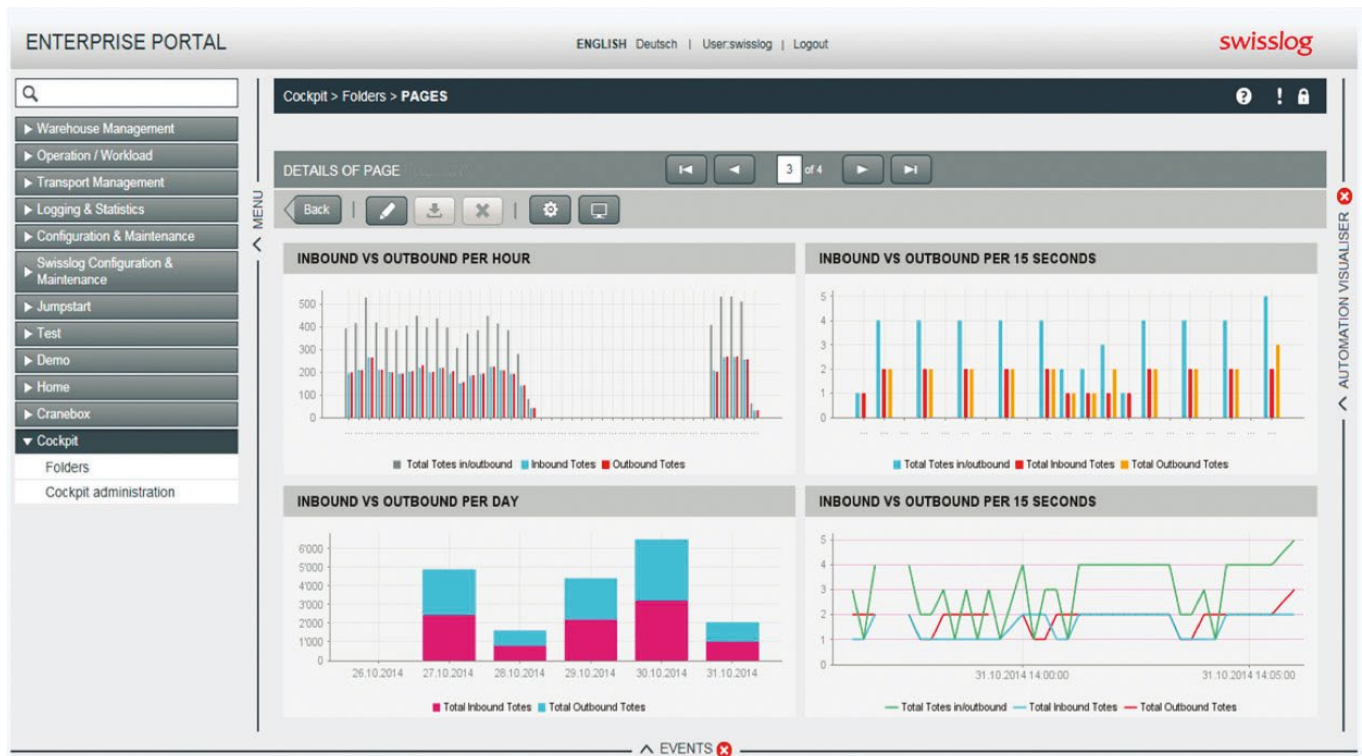 ENTERPRISE PORTAL
ENGLISH Deutsch | User:swisslog | Logout
swisslog
Warehouse Management
Operation / Workload
Transport Management
Logging & Statistics
Configuration & Maintenance
Swisslog Configuration &
Maintenance
Jumpstart
Test
Demo
Home
Cranebox
Cockpit
Folders
Cockpit administration
MENU
Cockpit > Folders > PAGES
DETAILS OF PAGE
3 of 4
Back
INBOUND VS OUTBOUND PER HOUR
500
400
300
200
100
0
Total Totes in/outbound Inbound Totes Outbound Totes
INBOUND VS OUTBOUND PER 15 SECONDS
5
4
3
2
1
0
Total Totes in/outbound Total Inbound Totes Total Outbound Totes
INBOUND VS OUTBOUND PER DAY
6'000
5'000
4'000
3'000
2'000
1'000
0
26.10.2014 27.10.2014 28.10.2014 29.10.2014 30.10.2014 31.10.2014
Total Inbound Totes Total Outbound Totes
INBOUND VS OUTBOUND PER 15 SECONDS
5
4
3
2
1
0
31.10.2014 14:00:00 31.10.2014 14:05:00
Total Totes in/outbound Total Inbound Totes Total Outbound Totes
AUTOMATION VISUALISER
EVENTS